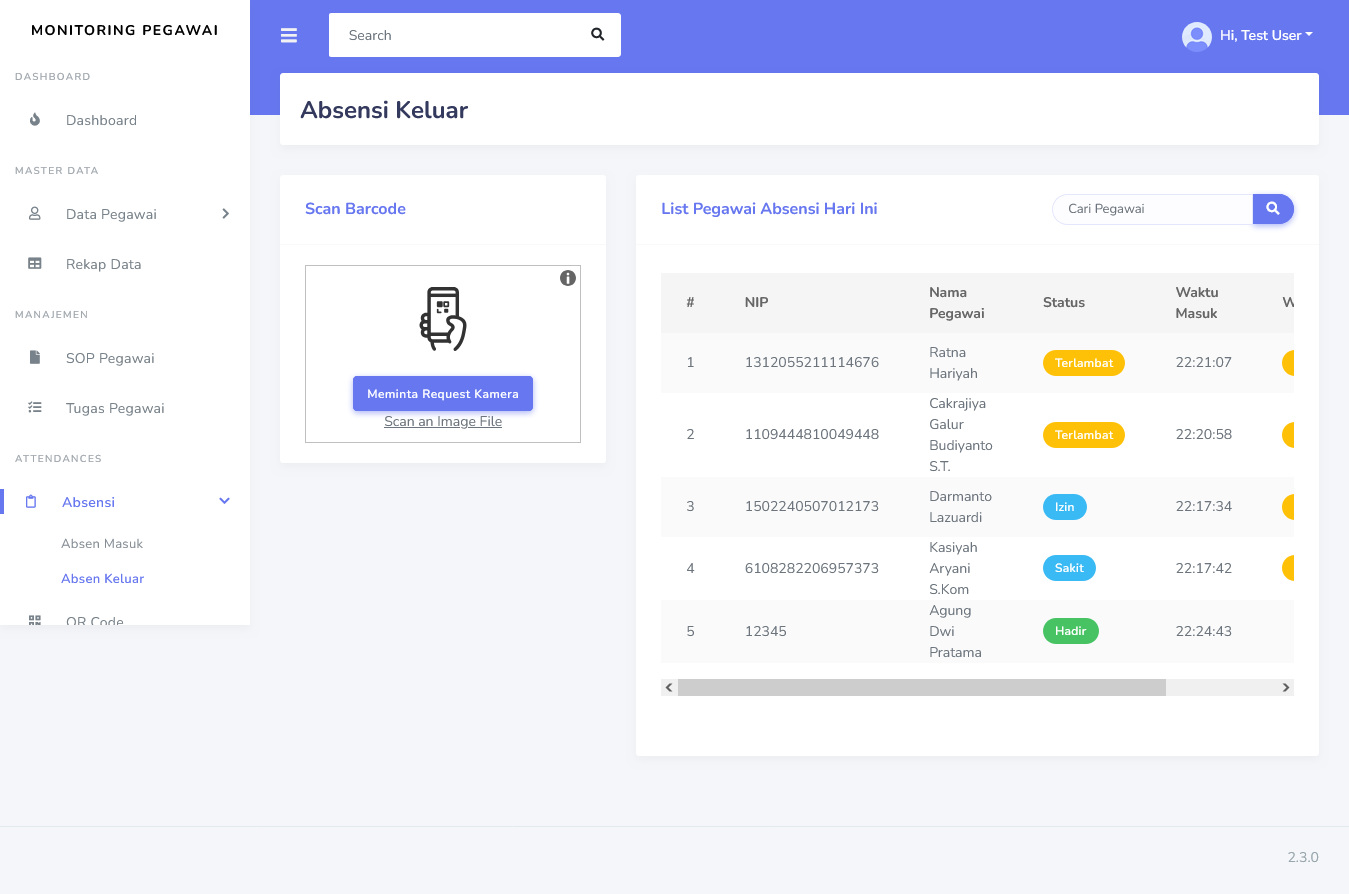 MONITORING PEGAWAI
DASHBOARD
Dashboard
MASTER DATA
Data Pegawai
Rekap Data
MANAJEMEN
SOP Pegawai
Tugas Pegawai
ATTENDANCES
Absensi
Absen Masuk
Absen Keluar
QR Code
Search
Hi, Test User
Absensi Keluar
Scan Barcode
Meminta Request Kamera
Scan an Image File
List Pegawai Absensi Hari Ini
Cari Pegawai
# NIP Nama Pegawai Status Waktu Masuk W
1 1312055211114676 Ratna Hariyah Terlambat 22:21:07
2 1109444810049448 Cakrajiya Galur Budiyanto S.T. Terlambat 22:20:58
3 1502240507012173 Darmanto Lazuardi Izin 22:17:34
4 6108282206957373 Kasiyah Aryani S.Kom Sakit 22:17:42
5 12345 Agung Dwi Pratama Hadir 22:24:43
2.3.0